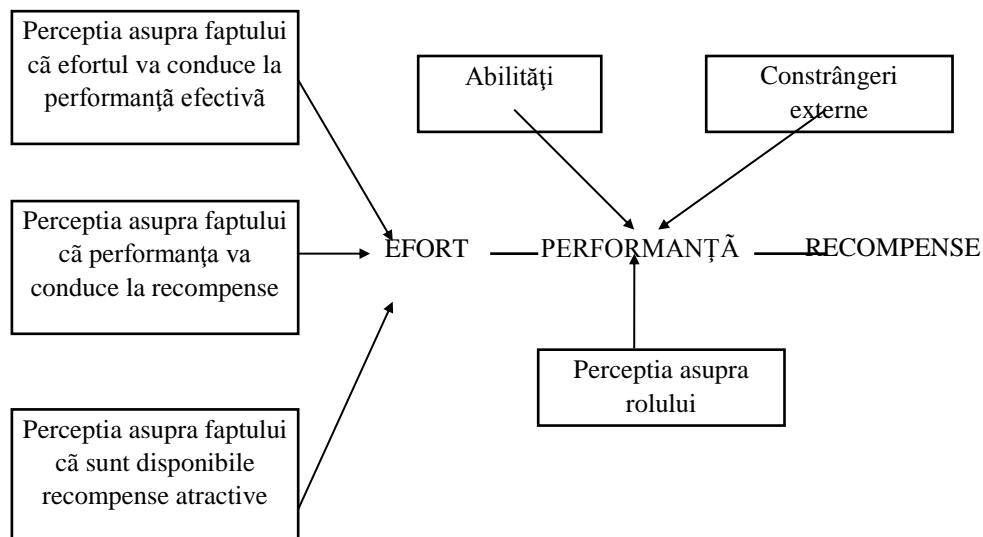 Perceptia asupra faptului
cã efortul va conduce la
performanţã efectivã
Abilităţi
Constrângeri
externe
Perceptia asupra faptului
cã performanţa va
conduce la recompense
EFORT
PERFORMANŢÃ
RECOMPENSE
Perceptia asupra
rolului
Perceptia asupra faptului
cã sunt disponibile
recompense atractive